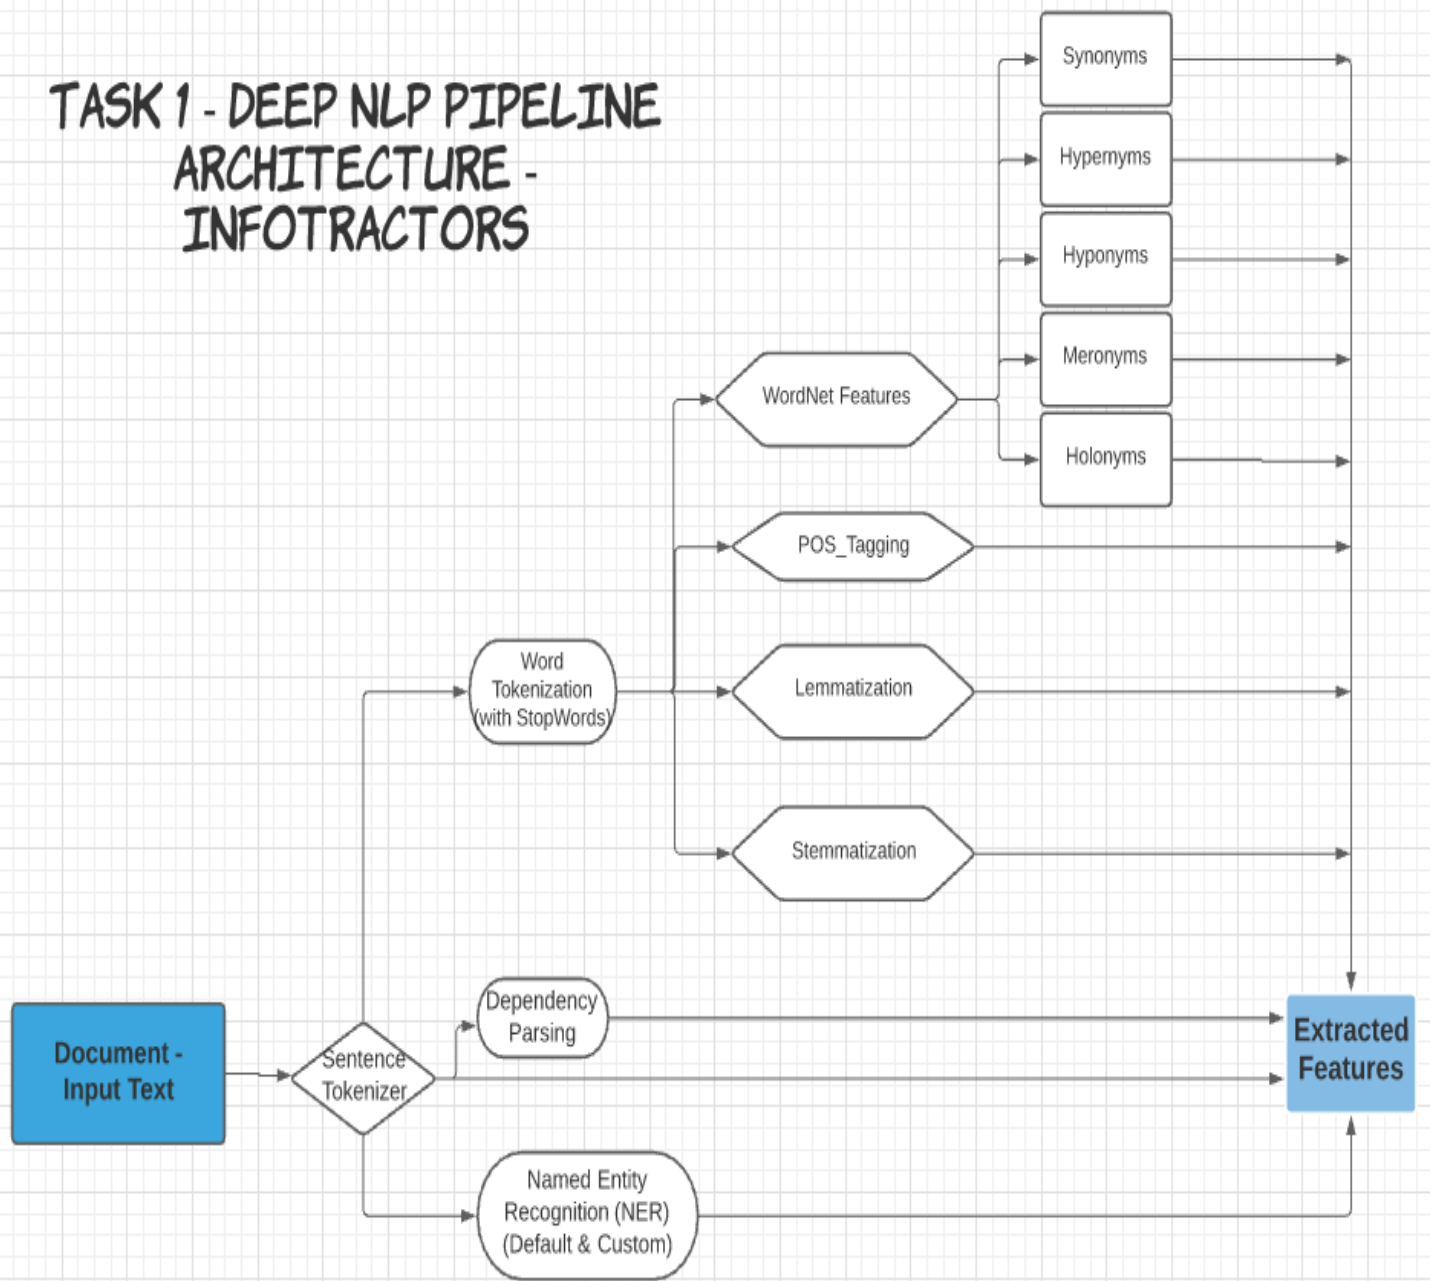 TASK 1 - DEEP NLP PIPELINE
ARCHITECTURE -
INFOTRACTORS
Synonyms
Hypernyms
Hyponyms
Meronyms
Holonyms
WordNet Features
POS_Tagging
Lemmatization
Stemmatization
Word
Tokenization
(with StopWords)
Dependency
Parsing
Document -
Input Text
Sentence
Tokenizer
Extracted
Features
Named Entity
Recognition (NER)
(Default & Custom)